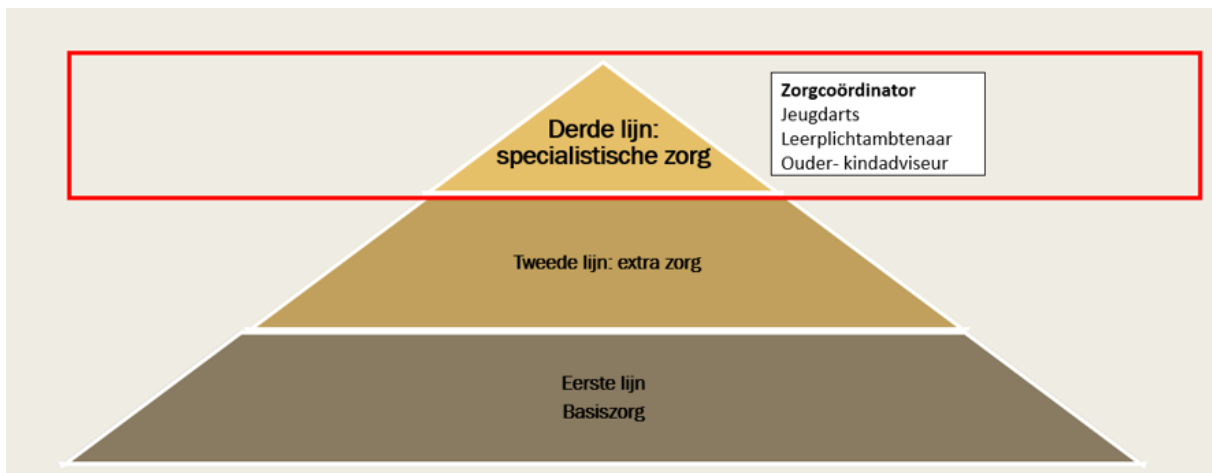 Derde lijn:
specialistische zorg
Zorgcoördinator
Jeugdarts
Leerplichtambtenaar
Ouder- kindadviseur
Tweede lijn: extra zorg
Eerste lijn
Basiszorg